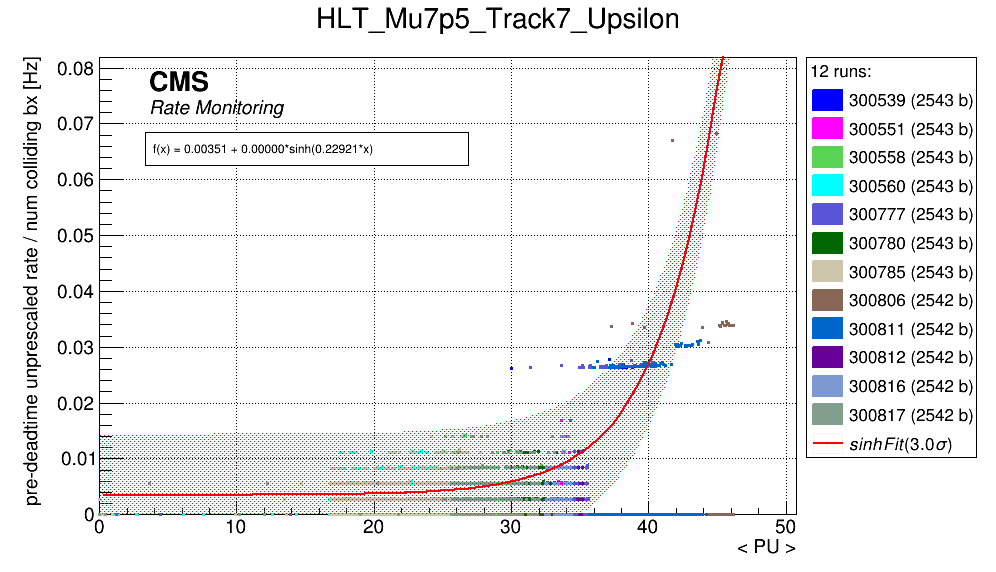 HLT_Mu7p5_Track7_Upsilon
pre-deadtime unprescaled rate / num colliding bx [Hz]
0.08
0.07
0.06
0.05
0.04
0.03
0.02
0.01
0
CMS
Rate Monitoring
f(x) = 0.00351 + 0.00000*sinh(0.22921*x)
0 10 20 30 40 50
< PU >
12 runs:
300539 (2543 b)
300551 (2543 b)
300558 (2543 b)
300560 (2543 b)
300777 (2543 b)
300780 (2543 b)
300785 (2543 b)
300806 (2542 b)
300811 (2542 b)
300812 (2542 b)
300816 (2542 b)
300817 (2542 b)
sinhFit(3.0σ)